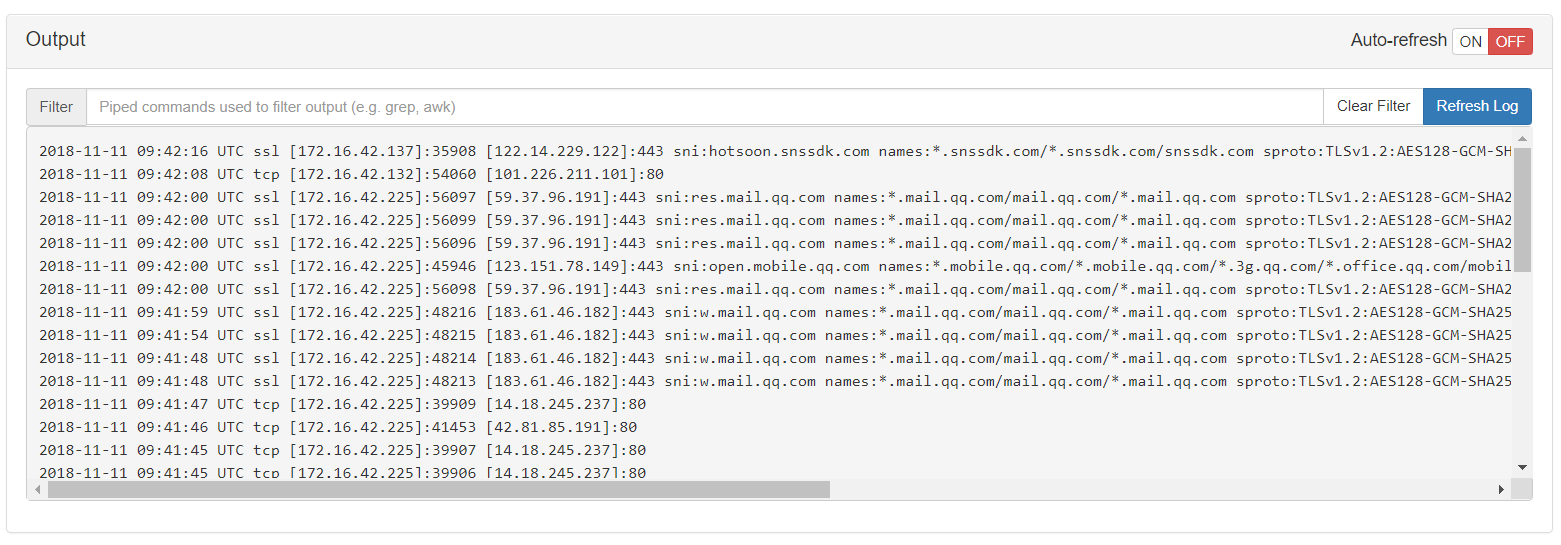 Output
Auto-refresh ON OFF
Filter Piped commands used to filter output (e.g. grep, awk) Clear Filter Refresh Log
2018-11-11 09:42:16 UTC ssl [172.16.42.137]:35908 [122.14.229.122]:443 sni:hotsoon.snssdk.com names:*.snssdk.com/*.snssdk.com/snssdk.com sproto:TLSv1.2:AES128-GCM-SH
2018-11-11 09:42:08 UTC tcp [172.16.42.132]:54060 [101.226.211.101]:80
2018-11-11 09:42:00 UTC ssl [172.16.42.225]:56097 [59.37.96.191]:443 sni:res.mail.qq.com names:*.mail.qq.com/mail.qq.com/*.mail.qq.com sproto:TLSv1.2:AES128-GCM-SHA2
2018-11-11 09:42:00 UTC ssl [172.16.42.225]:56099 [59.37.96.191]:443 sni:res.mail.qq.com names:*.mail.qq.com/mail.qq.com/*.mail.qq.com sproto:TLSv1.2:AES128-GCM-SHA2
2018-11-11 09:42:00 UTC ssl [172.16.42.225]:56096 [59.37.96.191]:443 sni:res.mail.qq.com names:*.mail.qq.com/mail.qq.com/*.mail.qq.com sproto:TLSv1.2:AES128-GCM-SHA2
2018-11-11 09:42:00 UTC ssl [172.16.42.225]:45946 [123.151.78.149]:443 sni:open.mobile.qq.com names:*.mobile.qq.com/*.mobile.qq.com/*.3g.qq.com/*.office.qq.com/mobil
2018-11-11 09:42:00 UTC ssl [172.16.42.225]:56098 [59.37.96.191]:443 sni:res.mail.qq.com names:*.mail.qq.com/mail.qq.com/*.mail.qq.com sproto:TLSv1.2:AES128-GCM-SHA2
2018-11-11 09:41:59 UTC ssl [172.16.42.225]:48216 [183.61.46.182]:443 sni:w.mail.qq.com names:*.mail.qq.com/mail.qq.com/*.mail.qq.com sproto:TLSv1.2:AES128-GCM-SHA25
2018-11-11 09:41:54 UTC ssl [172.16.42.225]:48215 [183.61.46.182]:443 sni:w.mail.qq.com names:*.mail.qq.com/mail.qq.com/*.mail.qq.com sproto:TLSv1.2:AES128-GCM-SHA25
2018-11-11 09:41:48 UTC ssl [172.16.42.225]:48214 [183.61.46.182]:443 sni:w.mail.qq.com names:*.mail.qq.com/mail.qq.com/*.mail.qq.com sproto:TLSv1.2:AES128-GCM-SHA25
2018-11-11 09:41:48 UTC ssl [172.16.42.225]:48213 [183.61.46.182]:443 sni:w.mail.qq.com names:*.mail.qq.com/mail.qq.com/*.mail.qq.com sproto:TLSv1.2:AES128-GCM-SHA25
2018-11-11 09:41:47 UTC tcp [172.16.42.225]:39909 [14.18.245.237]:80
2018-11-11 09:41:46 UTC tcp [172.16.42.225]:41453 [42.81.85.191]:80
2018-11-11 09:41:45 UTC tcp [172.16.42.225]:39907 [14.18.245.237]:80
2018-11-11 09:41:45 UTC tcp [172.16.42.225]:39906 [14.18.245.237]:80